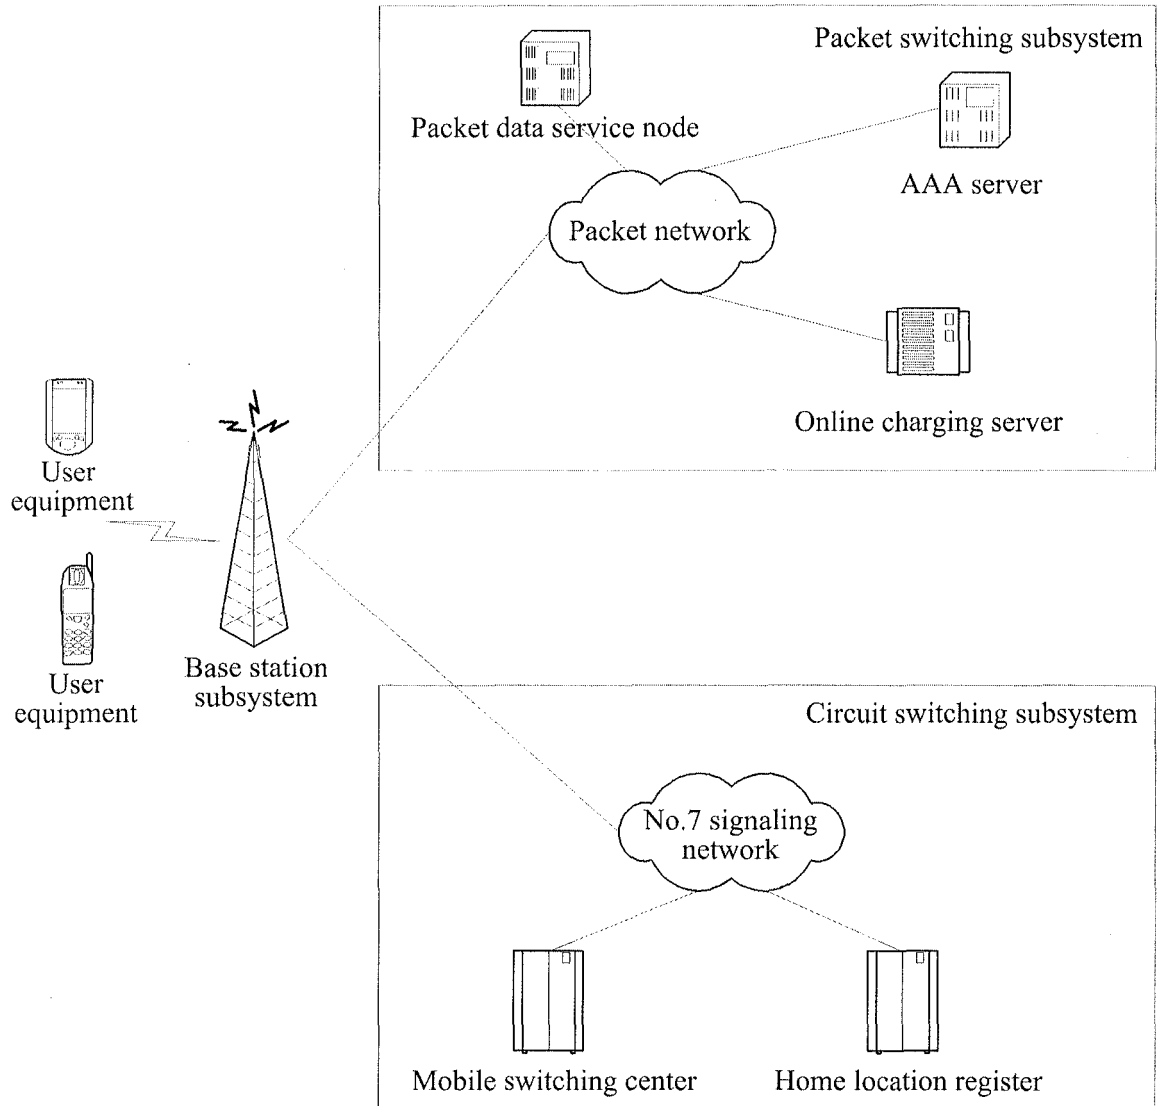 Packet switching subsystem
Packet data service node
AAA server
Packet network
Online charging server
User
equipment
User
equipment
Base station
subsystem
Circuit switching subsystem
No.7 signaling
network
Mobile switching center
Home location register